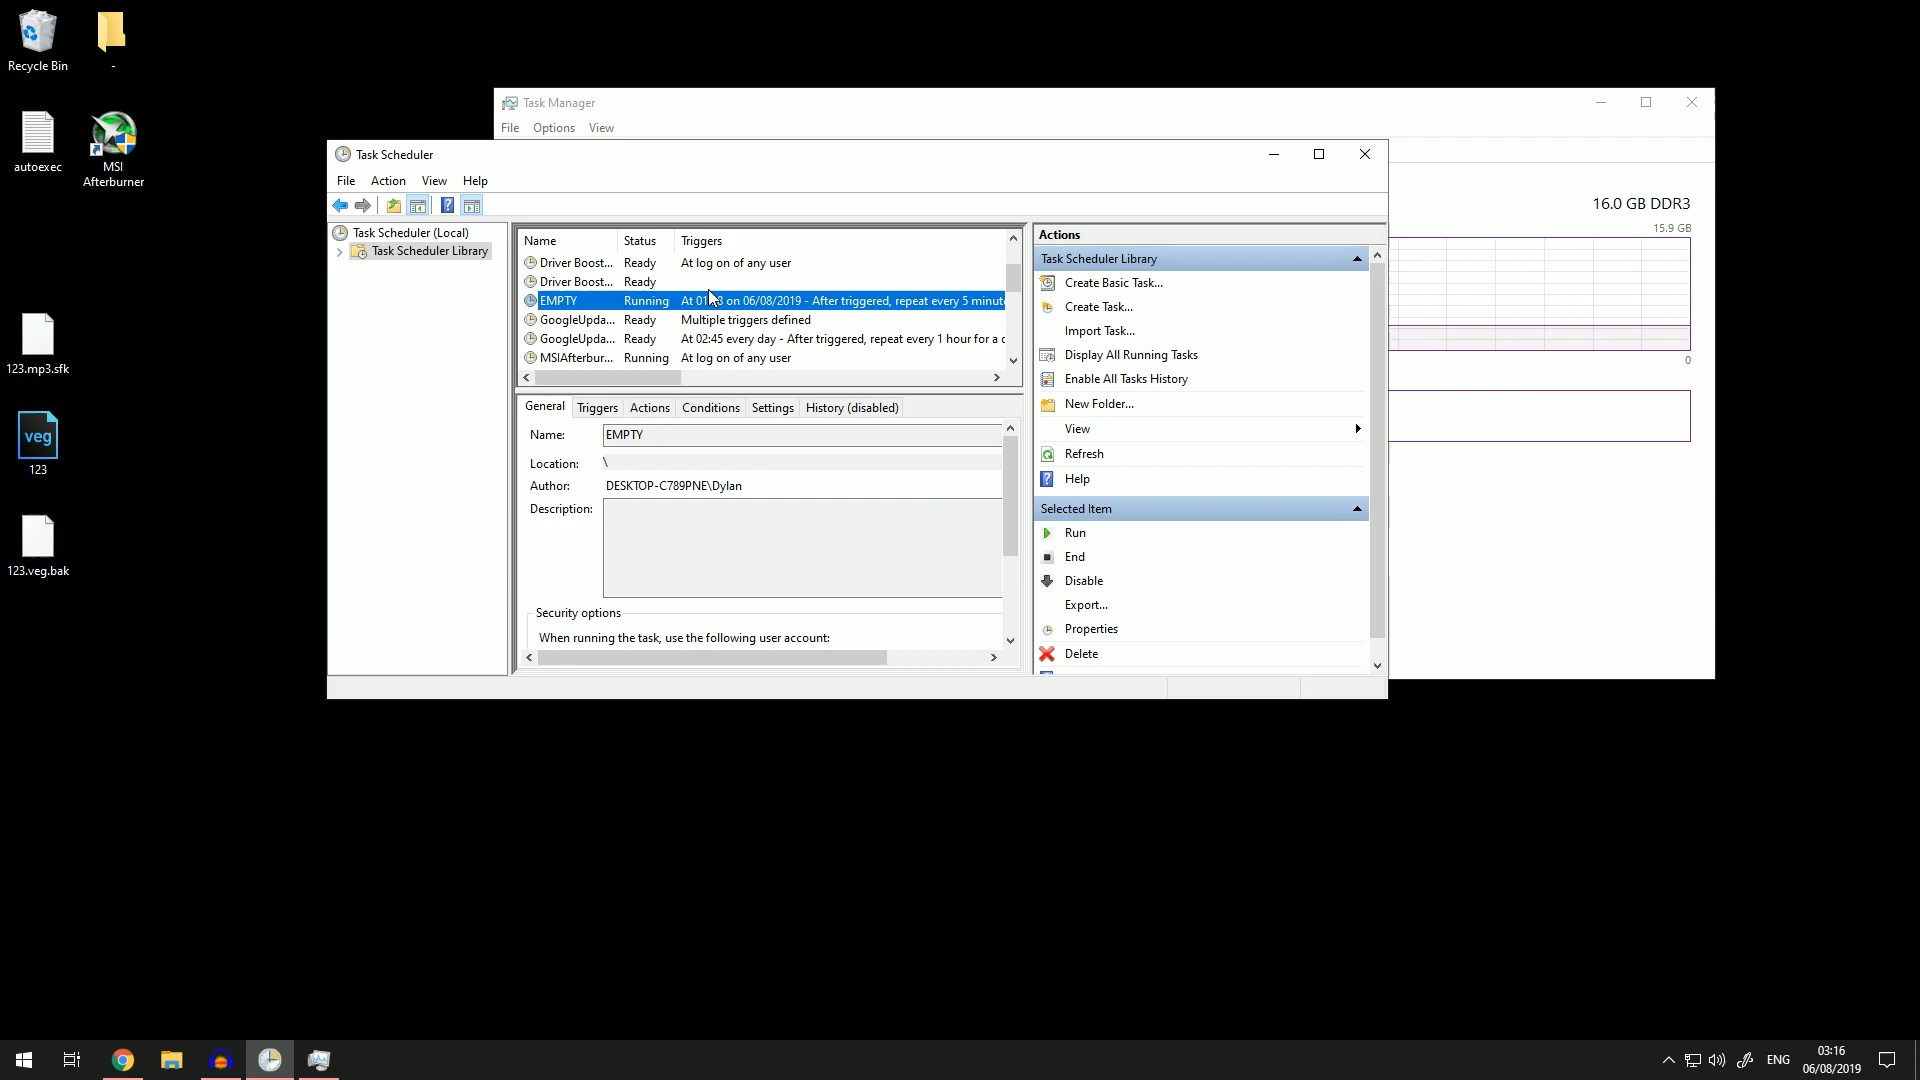 Recycle Bin
-
autoexec
MSI
Afterburner
123.mp3.sfk
veg
123
123.veg.bak
Task Manager
File Options View
16.0 GB DDR3
15.9 GB
0
Task Scheduler
File Action View Help
Task Scheduler (Local)
Task Scheduler Library
Name Status Triggers
Driver Boost... Ready At log on of any user
Driver Boost... Ready
EMPTY Running on 06/08/2019 - After triggered, repeat every 5 minut
GoogleUpda... Ready Multiple triggers defined
GoogleUpda... Ready At 02:45 every day - After triggered, repeat every 1 hour for a d
MSIAfterbur... Running At log on of any user
General Triggers Actions Conditions Settings History (disabled)
Name: EMPTY
Location: \
Author: DESKTOP-C789PNE\Dylan
Description:
Security options
When running the task, use the following user account:
Actions
Task Scheduler Library
Create Basic Task...
Create Task...
Import Task...
Display All Running Tasks
Enable All Tasks History
New Folder...
View
Refresh
Help
Selected Item
Run
End
Disable
Export...
Properties
Delete
ENG
03:16
06/08/2019